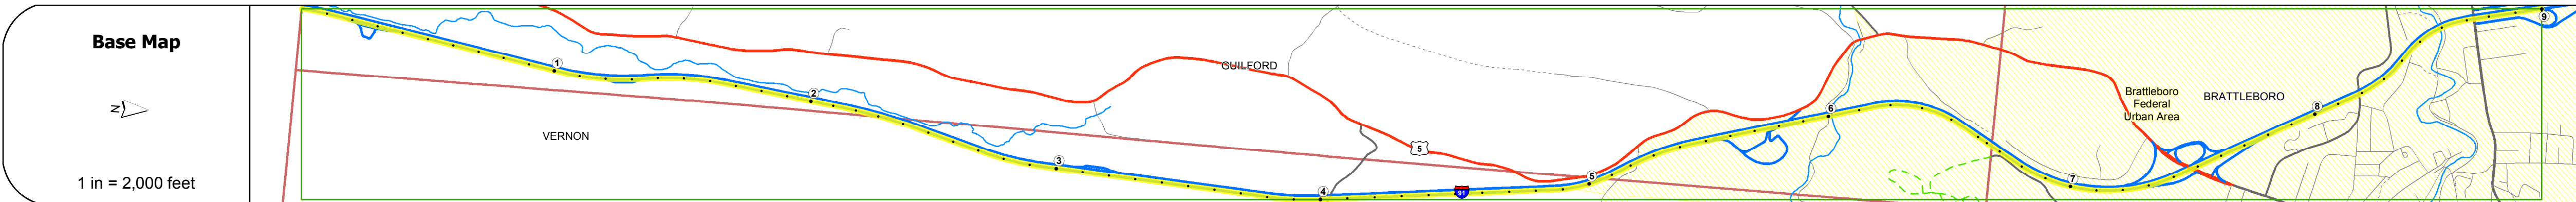 Base Map
N
1 in = 2,000 feet
1
2
3
4
5
6
7
8
9
VERNON
GUILFORD
5
91
Brattleboro
Federal
Urban Area
BRATTLEBORO